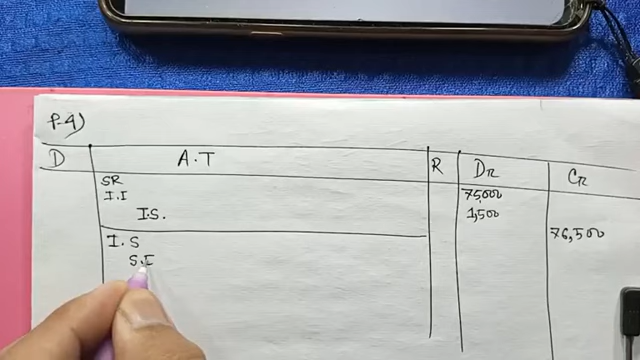 P-4)
D A.T R Dr Cr
SR 75,000
I.I 1,500
I.S. 76,500
I.S
S.I